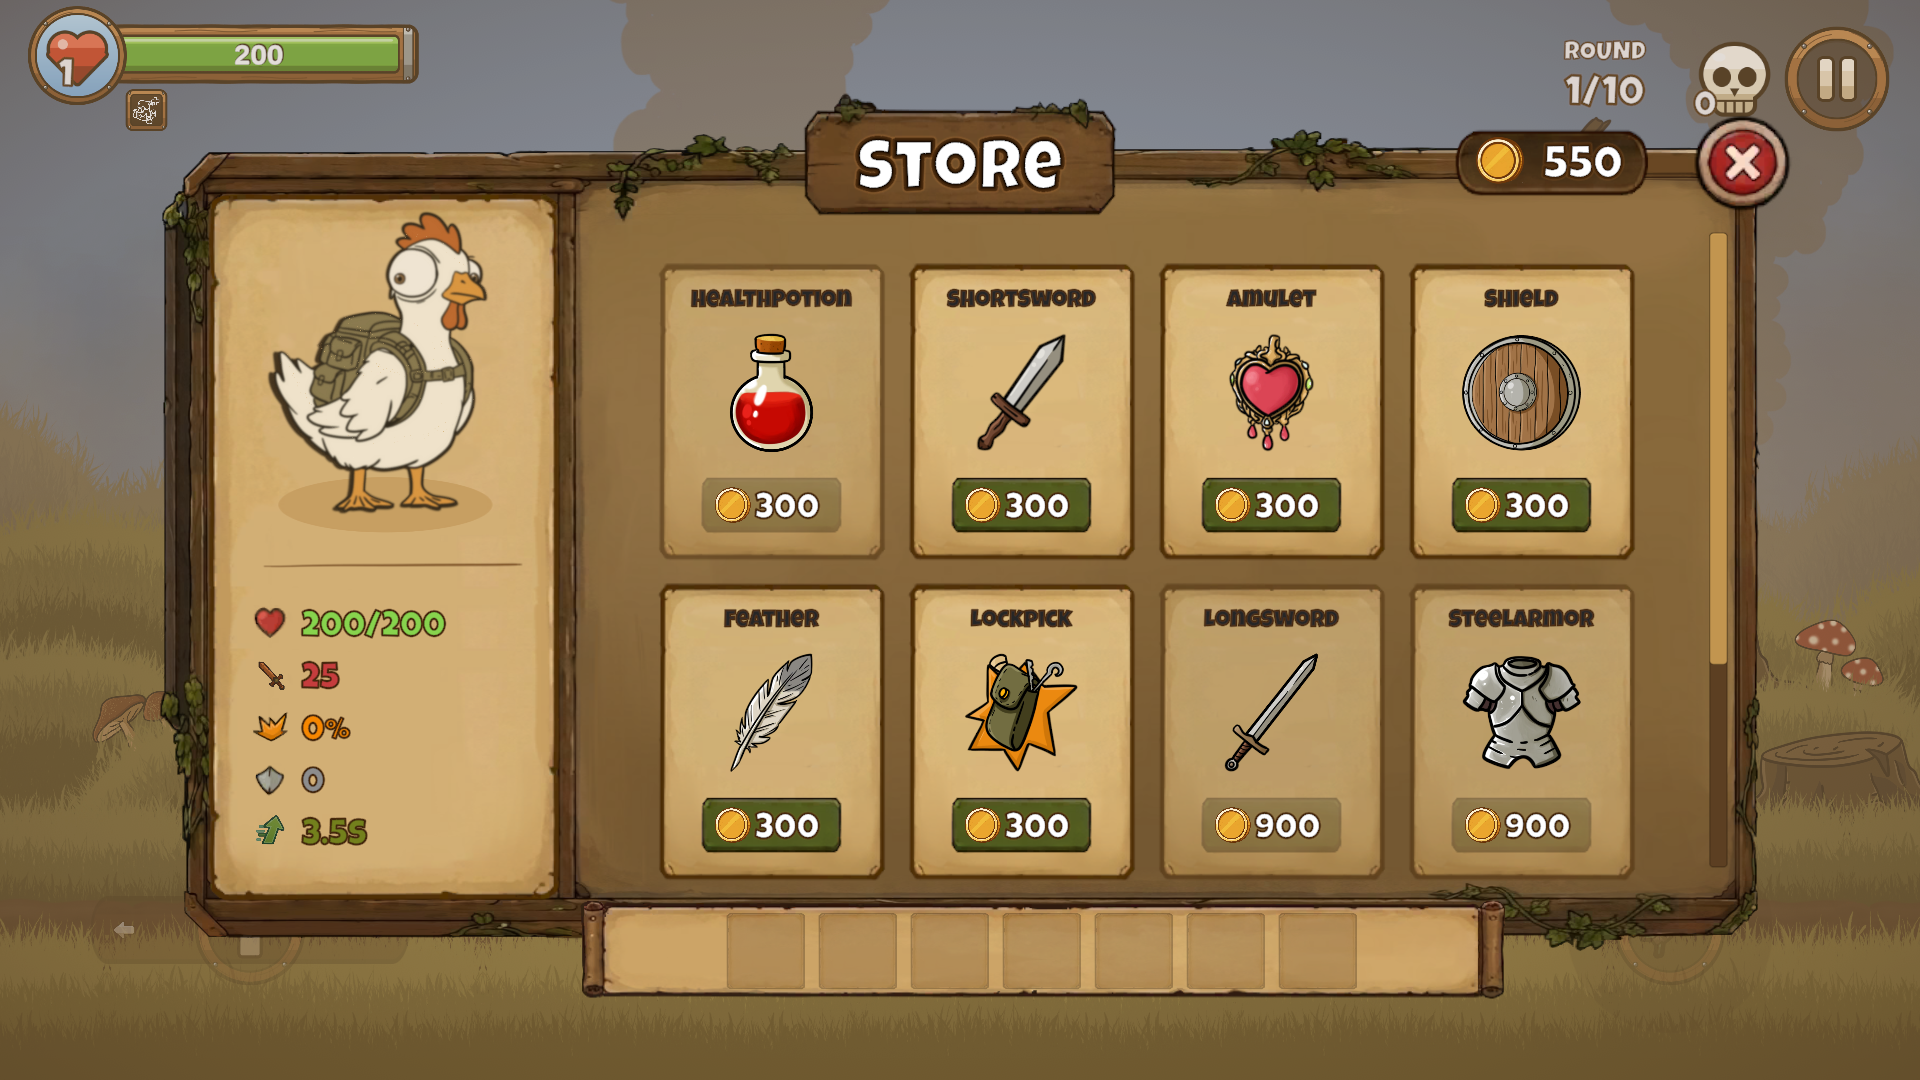 200
1
ROUND
1/10
0
STORE
550
HEALTHPOTION
SHORTSWORD
AMULET
SHIELD
300
300
300
300
FEATHER
LOCKPICK
LONGSWORD
STEELARMOR
300
300
900
900
200/200
25
0%
0
3.5S